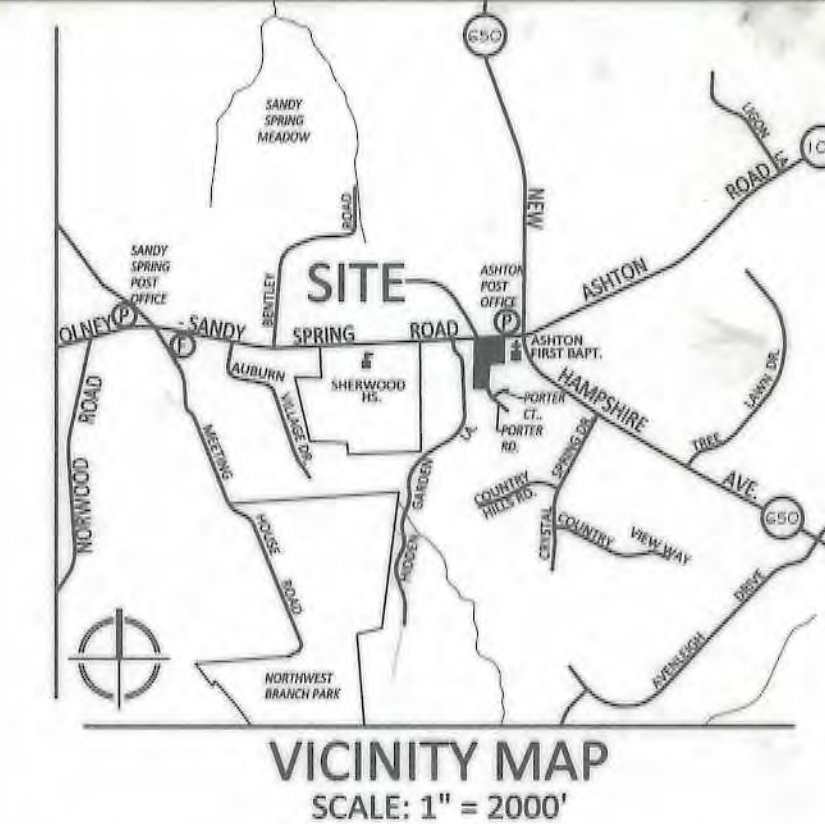 650
SANDY
SPRING
MEADOW
LIGON LA.
ROAD
NEW
ROAD
SANDY
SPRING
POST
OFFICE
BENTLEY
SITE
ASHTON
POST
OFFICE
ASHTON
P
P
OLNEY
SANDY
SPRING
ROAD
F
ASHTON
FIRST BAPT.
AUBURN
VILLAGE DR.
SHERWOOD
HS.
HAMPSHIRE
LAWN DR.
TREE
ROAD
NORWOOD
PORTER
CT..
PORTER
RD.
LA.
GARDEN
HIDDEN
MEETING
HOUSE
ROAD
SPRING DR.
CRYSTAL
COUNTRY
HILLS RD.
COUNTRY
VIEW WAY
AVE.
650
DRIVE
AVENLEIGH
NORTHWEST
BRANCH PARK
VICINITY MAP
SCALE: 1" = 2000'